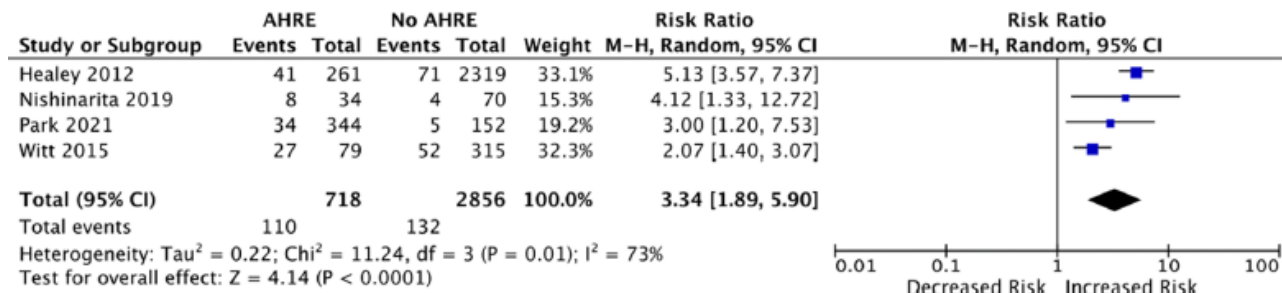 AHRE No AHRE Risk Ratio Risk Ratio
Study or Subgroup Events Total Events Total Weight M-H, Random, 95% CI M-H, Random, 95% CI
Healey 2012 41 261 71 2319 33.1% 5.13 [3.57, 7.37]
Nishinarita 2019 8 34 4 70 15.3% 4.12 [1.33, 12.72]
Park 2021 34 344 5 152 19.2% 3.00 [1.20, 7.53]
Witt 2015 27 79 52 315 32.3% 2.07 [1.40, 3.07]
Total (95% CI) 718 2856 100.0% 3.34 [1.89, 5.90]
Total events 110 132
Heterogeneity: Tau² = 0.22; Chi² = 11.24, df = 3 (P = 0.01); I² = 73%
Test for overall effect: Z = 4.14 (P < 0.0001)
0.01 0.1 1 10 100
Decreased Risk Increased Risk